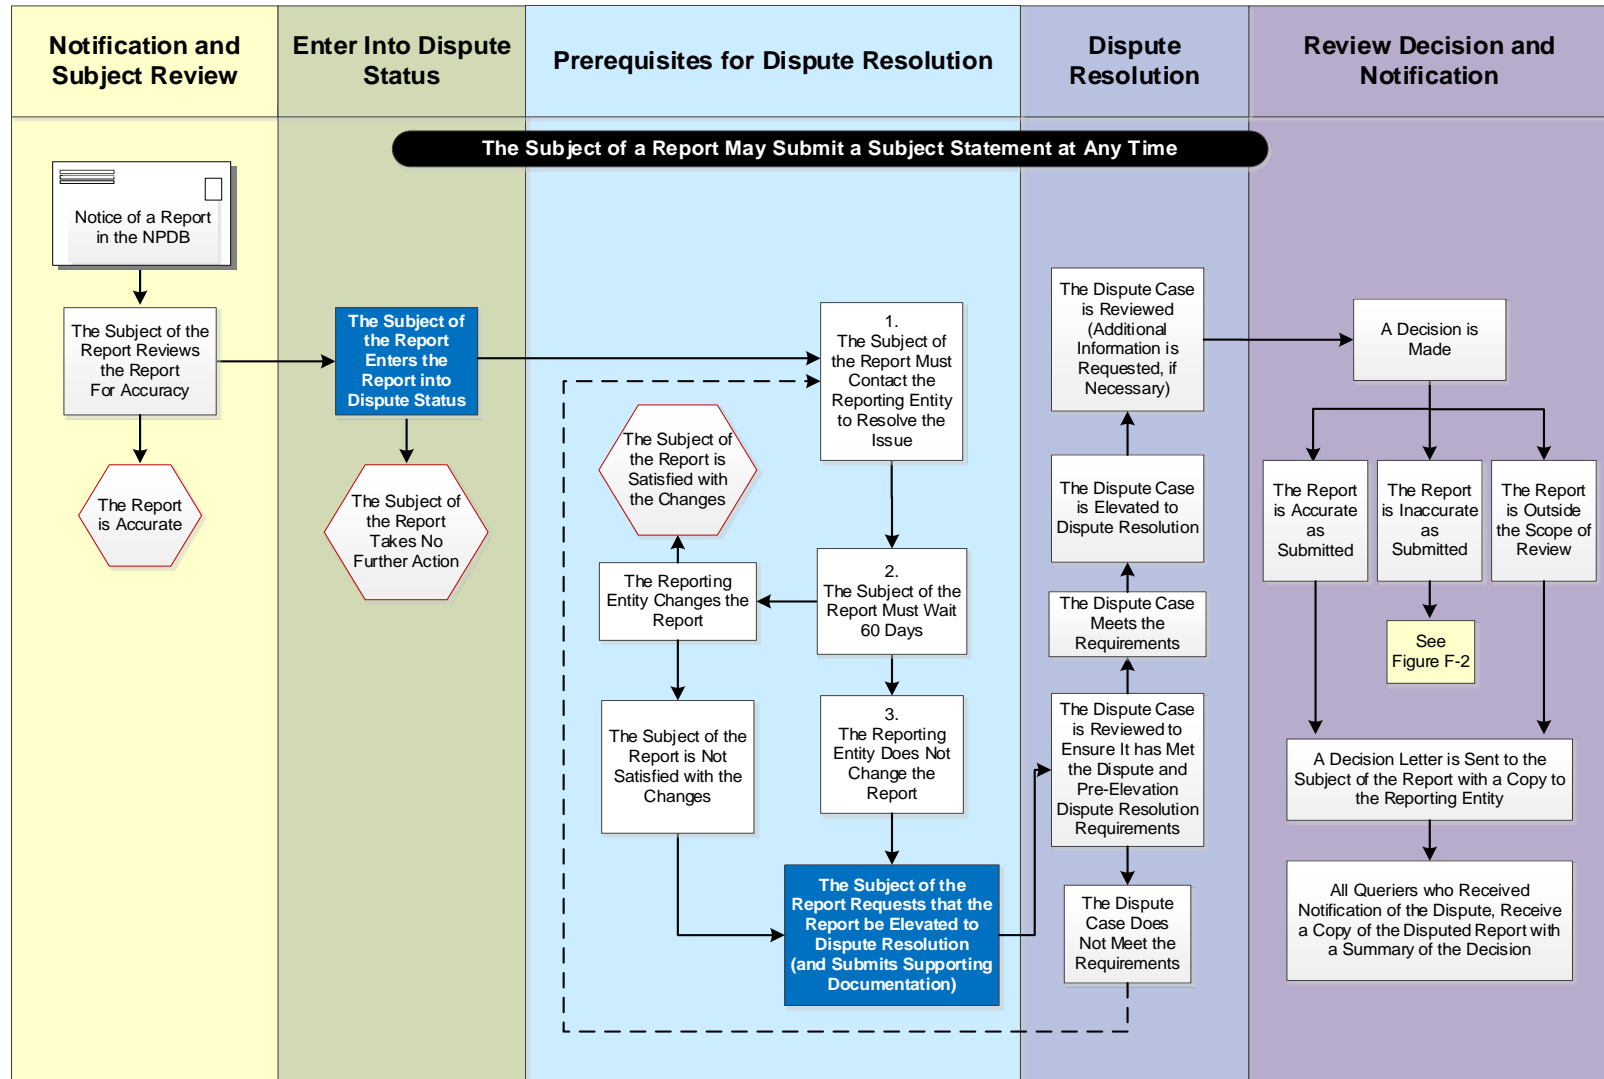 Notification and
Subject Review
Enter Into Dispute
Status
Prerequisites for Dispute Resolution
Dispute
Resolution
Review Decision and
Notification
The Subject of a Report May Submit a Subject Statement at Any Time
Notice of a Report
in the NPDB
The Subject of the
Report Reviews
the Report
For Accuracy
The Report
is Accurate
The Subject of
the Report
Enters the
Report into
Dispute Status
The Subject of
the Report
Takes No
Further Action
1.
The Subject of
the Report Must
Contact the
Reporting Entity
to Resolve the
Issue
The Subject of
the Report is
Satisfied with
the Changes
2.
The Subject of the
Report Must Wait
60 Days
The Reporting
Entity Changes the
Report
The Subject of the
Report is Not
Satisfied with the
Changes
3.
The Reporting
Entity Does Not
Change the
Report
The Subject of the
Report Requests that the
Report be Elevated to
Dispute Resolution
(and Submits Supporting
Documentation)
The Dispute Case
is Reviewed
(Additional
Information is
Requested, if
Necessary)
The Dispute Case
is Elevated to
Dispute Resolution
The Dispute Case
Meets the
Requirements
The Dispute Case
is Reviewed to
Ensure It has Met
the Dispute and
Pre-Elevation
Dispute Resolution
Requirements
The Dispute
Case Does
Not Meet the
Requirements
A Decision is
Made
The Report
is Accurate
as
Submitted
The Report
is Inaccurate
as
Submitted
The Report
is Outside
the Scope of
Review
See
Figure F-2
A Decision Letter is Sent to the
Subject of the Report with a Copy to
the Reporting Entity
All Queriers who Received
Notification of the Dispute, Receive
a Copy of the Disputed Report with
a Summary of the Decision